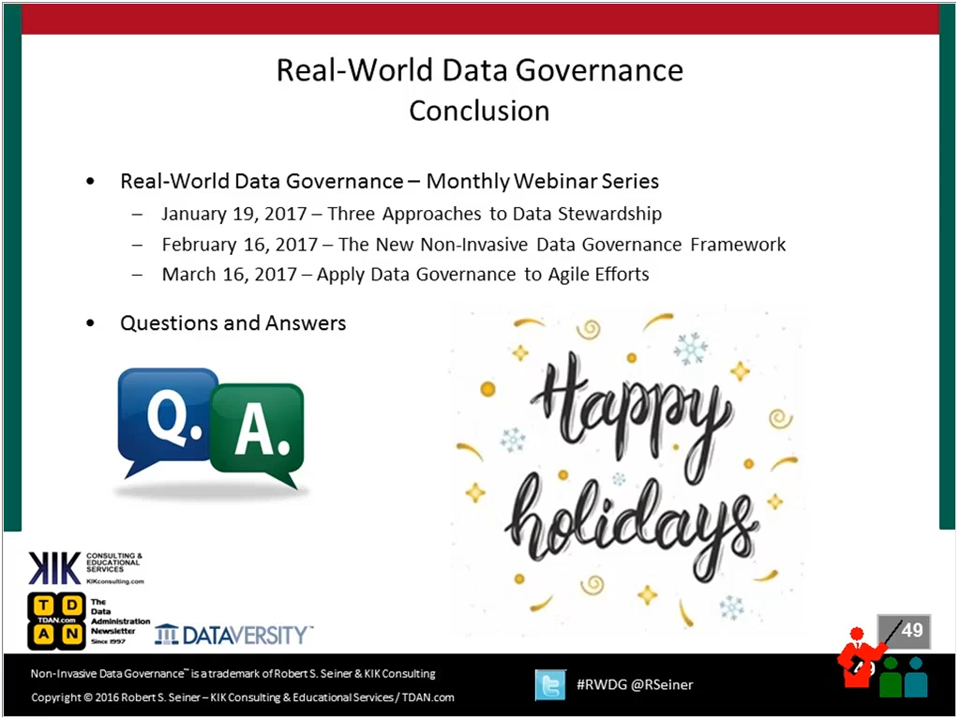 Real-World Data Governance
Conclusion
• Real-World Data Governance – Monthly Webinar Series
– January 19, 2017 – Three Approaches to Data Stewardship
– February 16, 2017 – The New Non-Invasive Data Governance Framework
– March 16, 2017 – Apply Data Governance to Agile Efforts
• Questions and Answers
Q. A.
Happy
holidays
KIK CONSULTING &
EDUCATIONAL
SERVICES
KIKconsulting.com
T D
TDAN.com
A N
The
Data
Administration
Newsletter
Since 1997
DATAVERSITY™
49
49
Non-Invasive Data Governance™ is a trademark of Robert S. Seiner & KIK Consulting
Copyright © 2016 Robert S. Seiner – KIK Consulting & Educational Services / TDAN.com
#RWDG @RSeiner